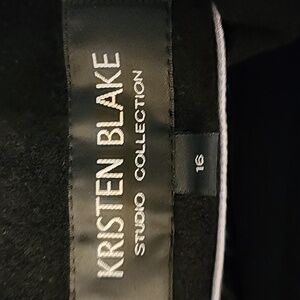 KRISTEN BLAKE
STUDIO COLLECTION
16